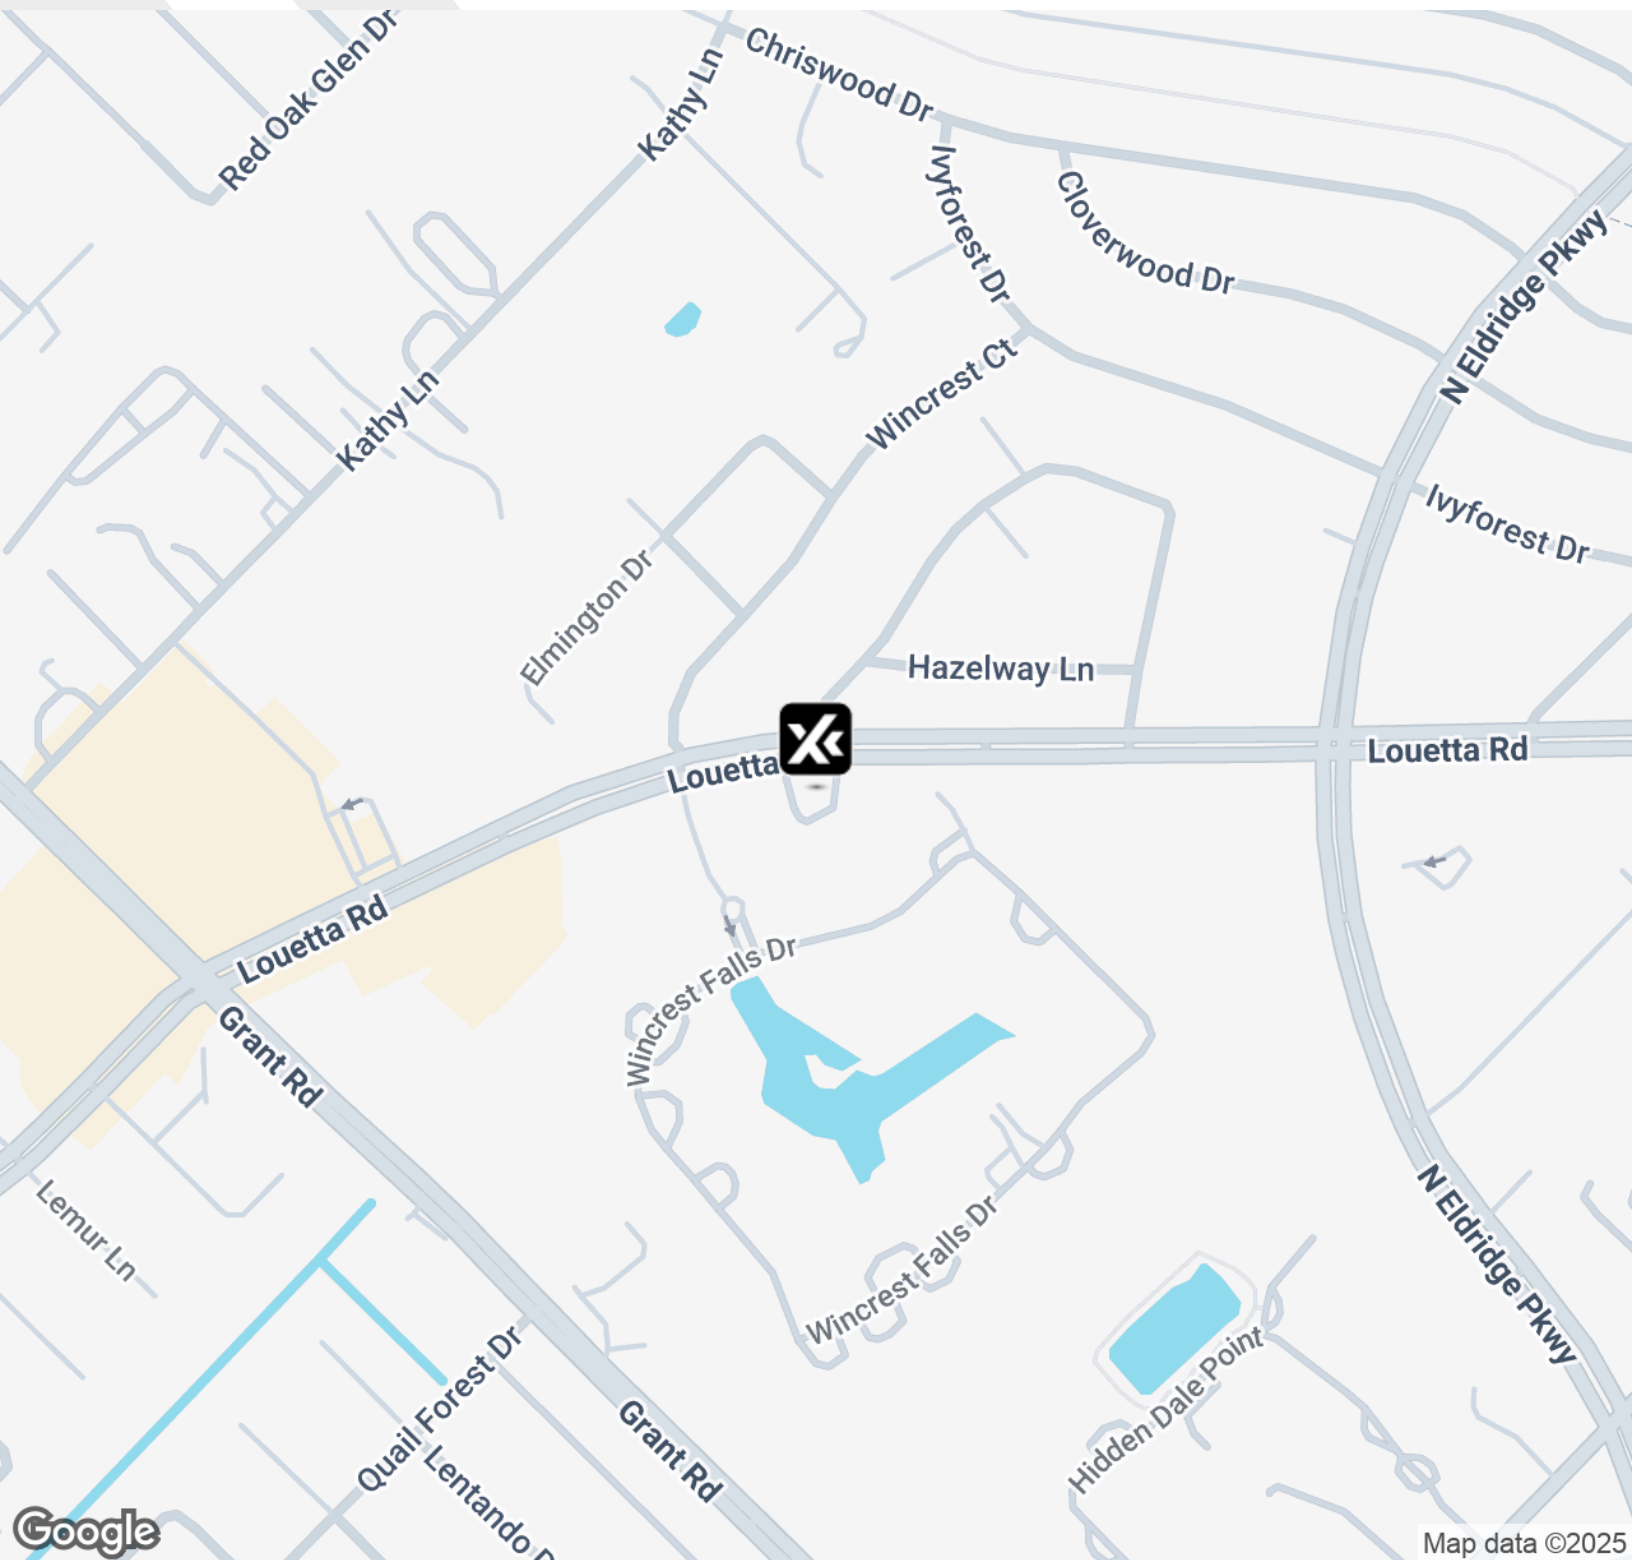 Red Oak Glen Dr
Kathy Ln
Chriswood Dr
Ivyforest Dr
Cloverwood Dr
N Eldridge Pkwy
Wincrest Ct
Kathy Ln
Ivyforest Dr
Elmington Dr
Hazelway Ln
Louetta
Louetta Rd
Louetta Rd
Wincrest Falls Dr
Grant Rd
Lemur Ln
N Eldridge Pkwy
Wincrest Falls Dr
Quail Forest Dr
Hidden Dale Point
Grant Rd
Lentando D
Google
Map data ©2025